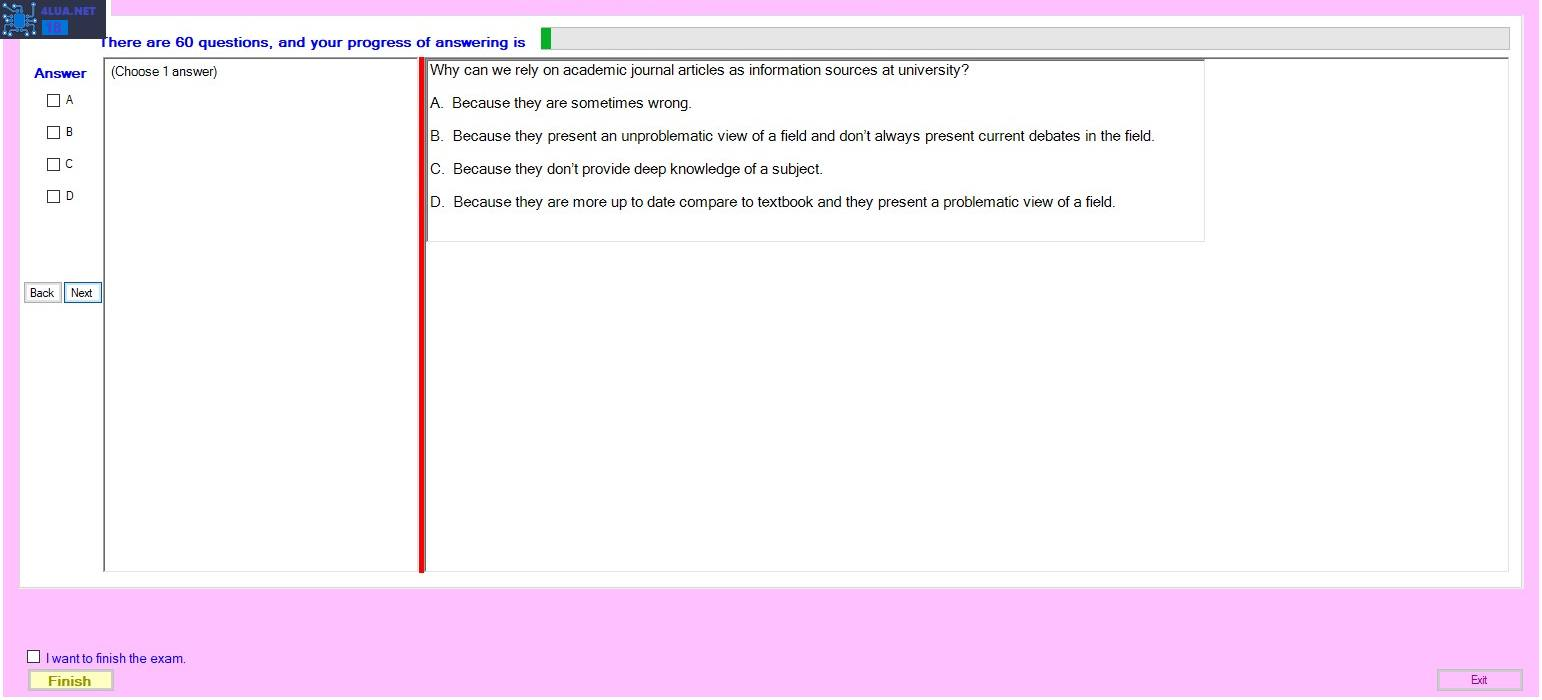 4LUA.NET
18
There are 60 questions, and your progress of answering is
Answer
(Choose 1 answer)
A
B
C
D
Why can we rely on academic journal articles as information sources at university?
A. Because they are sometimes wrong.
B. Because they present an unproblematic view of a field and don’t always present current debates in the field.
C. Because they don’t provide deep knowledge of a subject.
D. Because they are more up to date compare to textbook and they present a problematic view of a field.
Back Next
I want to finish the exam.
Finish
Exit